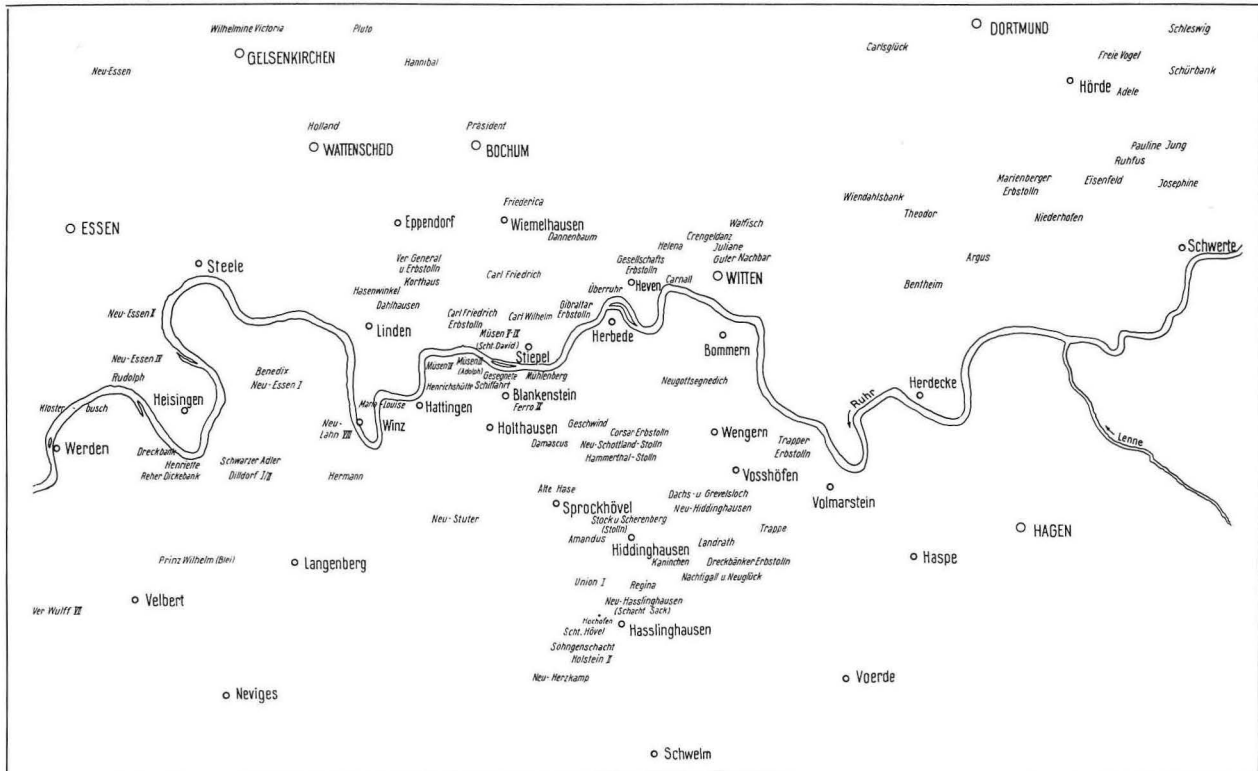 Wilhelmine Victoria
Pluto
DORTMUND
Schleswig
GELSENKIRCHEN
Hannibal
Carlsglück
Freie Vogel
Neu-Essen
Schürbank
Hörde
Adele
Holland
Präsident
WATTENSCHEID
BOCHUM
Pauline Jung
Ruhfus
Marienberger
Erbstolln
Eisenfeld
Josephine
Wiendahlsbank
Friederica
ESSEN
Eppendorf
Wiemelhausen
Dannenbaum
Walfisch
Crengeldanz
Theodor
Niederhofen
Helena
Juliane
Guter Nachbar
Schwerte
Steele
Ver General
u Erbstolln
Korthaus
Carl Friedrich
Gesellschafts
Erbstolln
Heven
Carnall
WITTEN
Argus
Bentheim
Hasenwinkel
Dahlhausen
Überruhr
Neu-Essen II
Linden
Carl Friedrich
Erbstolln
Carl Wilhelm
Gibraltar
Erbstolln
Herbede
Müsen V-IX
(Scht.David)
Stiepel
Bommern
Neu-Essen IV
Rudolph
Benedix
Neu-Essen I
Müsen III
(Adolph)
Gesegnete
Schiffahrt
Mühlenberg
Neugottsegnedich
Henrichshütte
Heisingen
Kloster-busch
Marie-Louise
Hattingen
Blankenstein
Ferro II
Ruhr
Herdecke
Neu-
Lahn VIII
Winz
Holthausen
Geschwind
Corsar Erbstolln
Wengern
Werden
Damascus
Neu-Schottland-Stolln
Hammerthal-Stolln
Trapper
Erbstolln
Lenne
Dreckbank
Henriette
Reher Dickebank
Schwarzer Adler
Dilldorf I/II
Hermann
Vosshöfen
Volmarstein
Alte Hase
Sprockhövel
Dachs- u Grevelsloch
Neu-Hiddinghausen
Neu-Stuter
Stock u Scherenberg
(Stolln)
Trappe
HAGEN
Amandus
Hiddinghausen
Landrath
Prinz Wilhelm (Blei)
Langenberg
Kaninchen
Dreckbänker Erbstolln
Haspe
Nachtigall u Neuglück
Union I
Regina
Ver Wulff VII
Velbert
Neu-Hasslinghausen
(Schacht Sack)
Hochofen
Scht. Hövel
Hasslinghausen
Söhngenschacht
Holstein I
Neu-Herzkamp
Voerde
Neviges
Schwelm